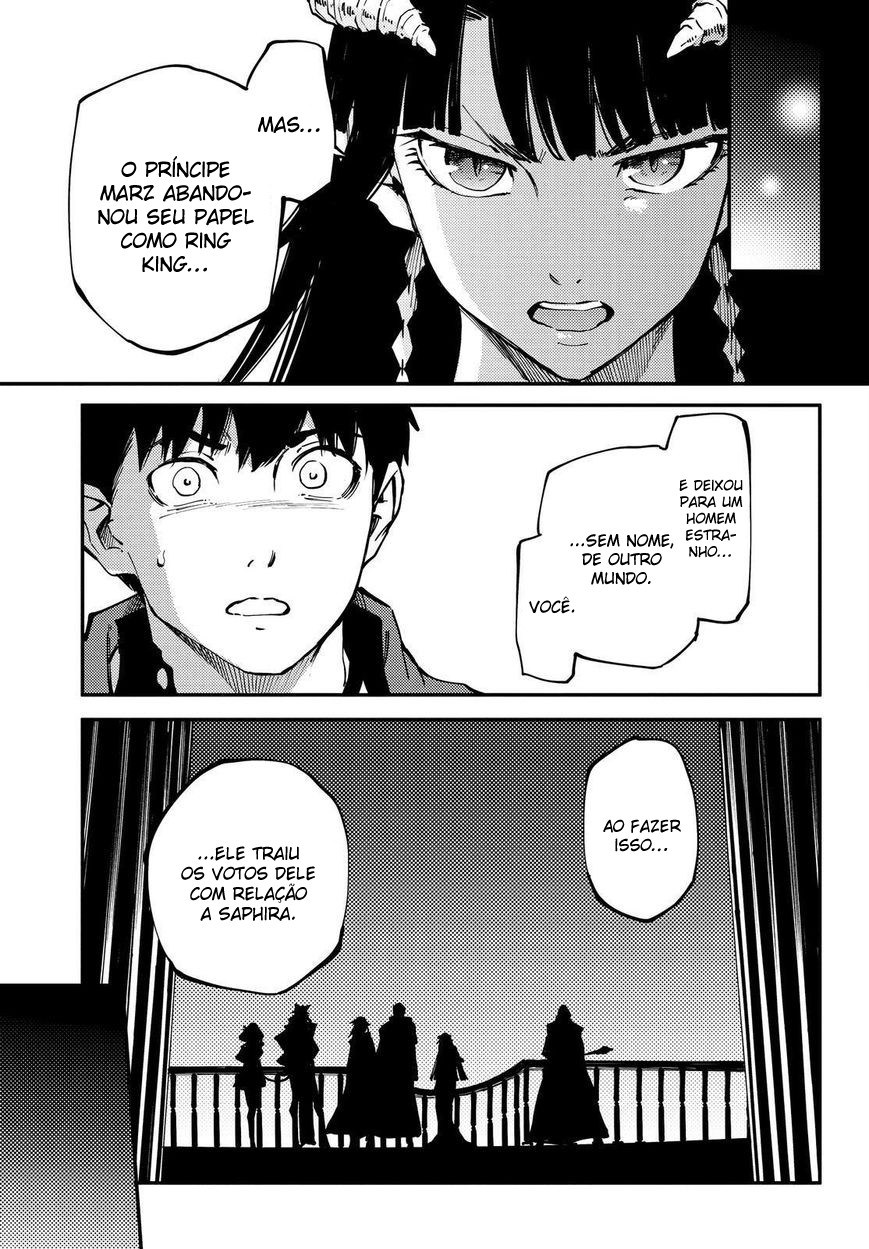 MAS...
O PRÍNCIPE
MARZ ABANDO-
NOU SEU PAPEL
COMO RING
KING...
E DEIXOU
PARA UM
HOMEM
ESTRA-
NHO...
...SEM NOME,
DE OUTRO
MUNDO.
VOCÊ.
AO FAZER
ISSO...
...ELE TRAIU
OS VOTOS DELE
COM RELAÇÃO
A SAPHIRA.